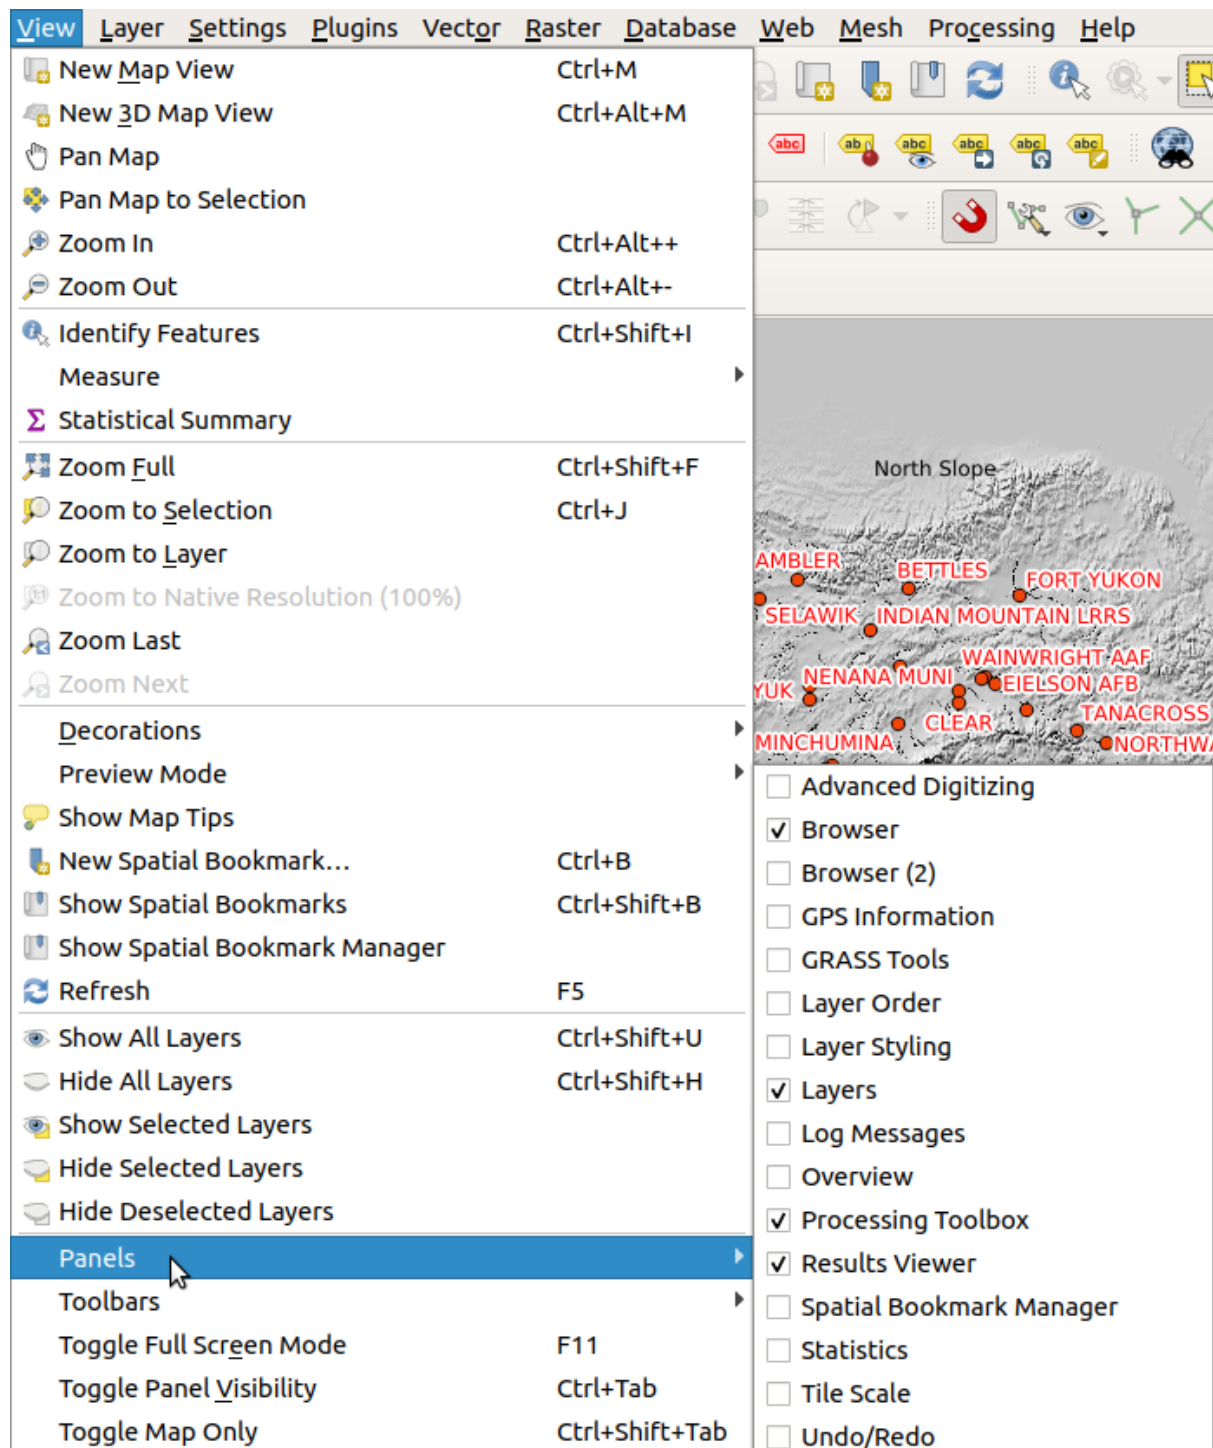 View Layer Settings Plugins Vector Raster Database Web Mesh Processing Help
New Map View Ctrl+M
New 3D Map View Ctrl+Alt+M
Pan Map
Pan Map to Selection
Zoom In Ctrl+Alt++
Zoom Out Ctrl+Alt+-
Identify Features Ctrl+Shift+I
Measure
Statistical Summary
Zoom Full Ctrl+Shift+F
Zoom to Selection Ctrl+J
Zoom to Layer
Zoom to Native Resolution (100%)
Zoom Last
Zoom Next
Decorations
Preview Mode
Show Map Tips
New Spatial Bookmark... Ctrl+B
Show Spatial Bookmarks Ctrl+Shift+B
Show Spatial Bookmark Manager
Refresh F5
Show All Layers Ctrl+Shift+U
Hide All Layers Ctrl+Shift+H
Show Selected Layers
Hide Selected Layers
Hide Deselected Layers
Panels
Toolbars
Toggle Full Screen Mode F11
Toggle Panel Visibility Ctrl+Tab
Toggle Map Only Ctrl+Shift+Tab
abc ab abc abc abc abc
North Slope
AMBLER
BETTLES
FORT YUKON
SELAWIK INDIAN MOUNTAIN LRRS
WAINWRIGHT AAF
NENANA MUNI
EIELSON AFB
YUK
CLEAR
TANACROSS
MINCHUMINA
NORTHWA
Advanced Digitizing
Browser
Browser (2)
GPS Information
GRASS Tools
Layer Order
Layer Styling
Layers
Log Messages
Overview
Processing Toolbox
Results Viewer
Spatial Bookmark Manager
Statistics
Tile Scale
Undo/Redo